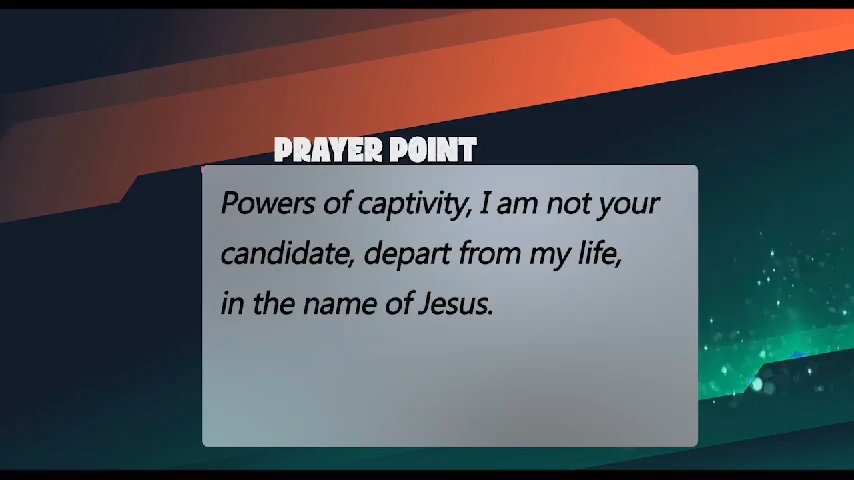 PRAYER POINT
Powers of captivity, I am not your
candidate, depart from my life,
in the name of Jesus.